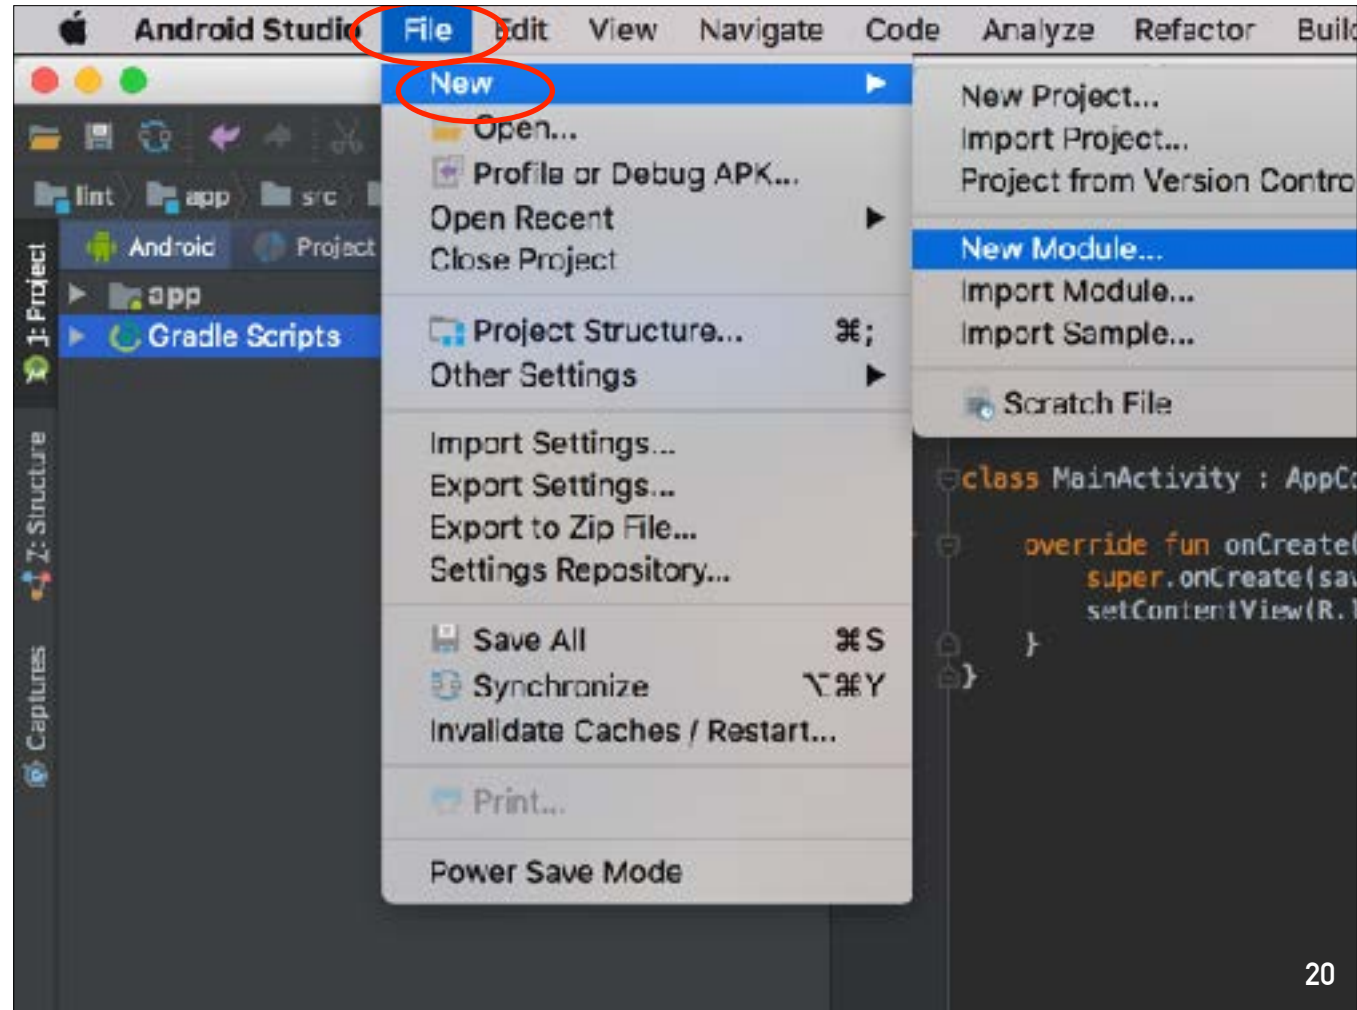 Android Studio File Edit View Navigate Code Analyze Refactor Build
New
Open...
Profile or Debug APK...
Open Recent
Close Project
Project Structure... ⌘;
Other Settings
Import Settings...
Export Settings...
Export to Zip File...
Settings Repository...
Save All ⌘S
Synchronize ⌥⌘Y
Invalidate Caches / Restart...
Print...
Power Save Mode
New Project...
Import Project...
Project from Version Contro
New Module...
Import Module...
Import Sample...
Scratch File
lint app src
Android Project
app
Gradle Scripts
1: Project
7: Structure
Captures
class MainActivity : AppCo
override fun onCreate(
super.onCreate(sav
setContentView(R.l
}
}
20